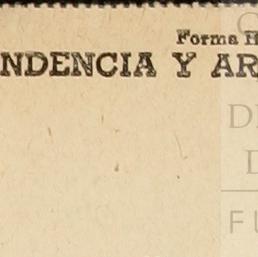 Forma H
NDENCIA Y AR
D
F